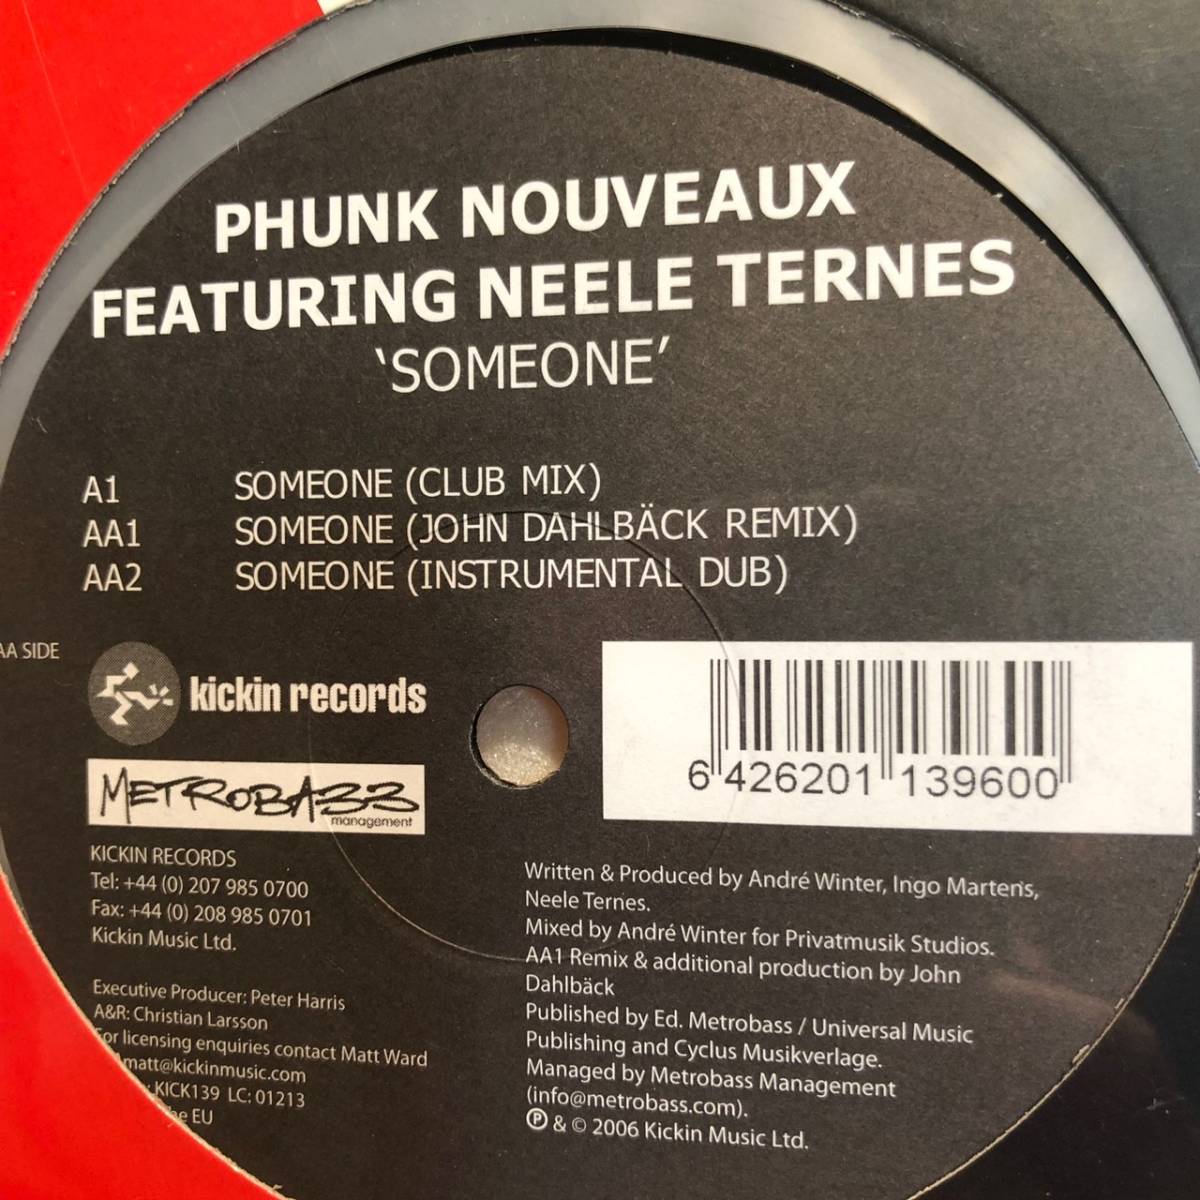 PHUNK NOUVEAUX
FEATURING NEELE TERNES
‘SOMEONE’
A1 SOMEONE (CLUB MIX)
AA1 SOMEONE (JOHN DAHLBÄCK REMIX)
AA2 SOMEONE (INSTRUMENTAL DUB)
AA SIDE
kickin records
METROBASS
management
6 426201 139600
KICKIN RECORDS
Tel: +44 (0) 207 985 0700
Fax: +44 (0) 208 985 0701
Kickin Music Ltd.
Executive Producer: Peter Harris
A&R: Christian Larsson
For licensing enquiries contact Matt Ward
matt@kickinmusic.com
KICK139 LC: 01213
EU
Written & Produced by André Winter, Ingo Martens,
Neele Ternes.
Mixed by André Winter for Privatmusik Studios.
AA1 Remix & additional production by John
Dahlbäck
Published by Ed. Metrobass / Universal Music
Publishing and Cyclus Musikverlage.
Managed by Metrobass Management
(info@metrobass.com).
℗ & © 2006 Kickin Music Ltd.